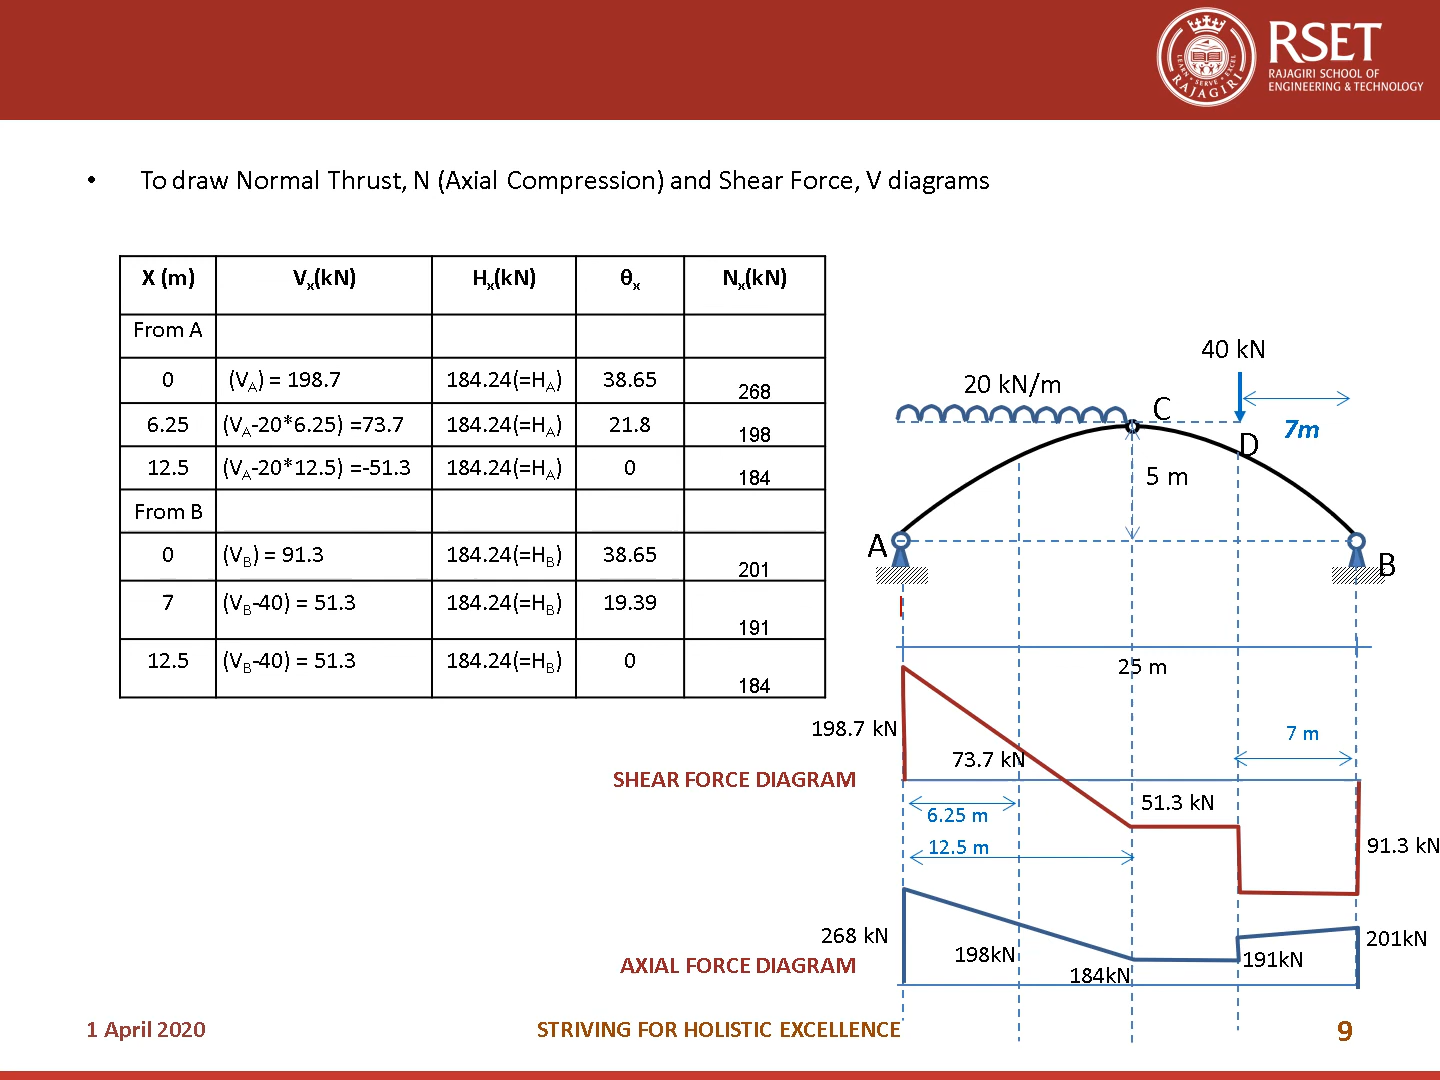 RSET
RAJAGIRI SCHOOL OF
ENGINEERING & TECHNOLOGY
LEARN · SERVE · EXCEL
RAJAGIRI
• To draw Normal Thrust, N (Axial Compression) and Shear Force, V diagrams
X (m) Vx(kN) Hx(kN) θx Nx(kN)
From A
0 (VA) = 198.7 184.24(=HA) 38.65 268
6.25 (VA-20*6.25) =73.7 184.24(=HA) 21.8 198
12.5 (VA-20*12.5) =-51.3 184.24(=HA) 0 184
From B
0 (VB) = 91.3 184.24(=HB) 38.65 201
7 (VB-40) = 51.3 184.24(=HB) 19.39 191
12.5 (VB-40) = 51.3 184.24(=HB) 0 184
40 kN
20 kN/m
C
7m
D
5 m
A
B
25 m
198.7 kN
7 m
73.7 kN
SHEAR FORCE DIAGRAM
51.3 kN
6.25 m
12.5 m
91.3 kN
268 kN
198kN
201kN
AXIAL FORCE DIAGRAM
184kN
191kN
1 April 2020
STRIVING FOR HOLISTIC EXCELLENCE
9